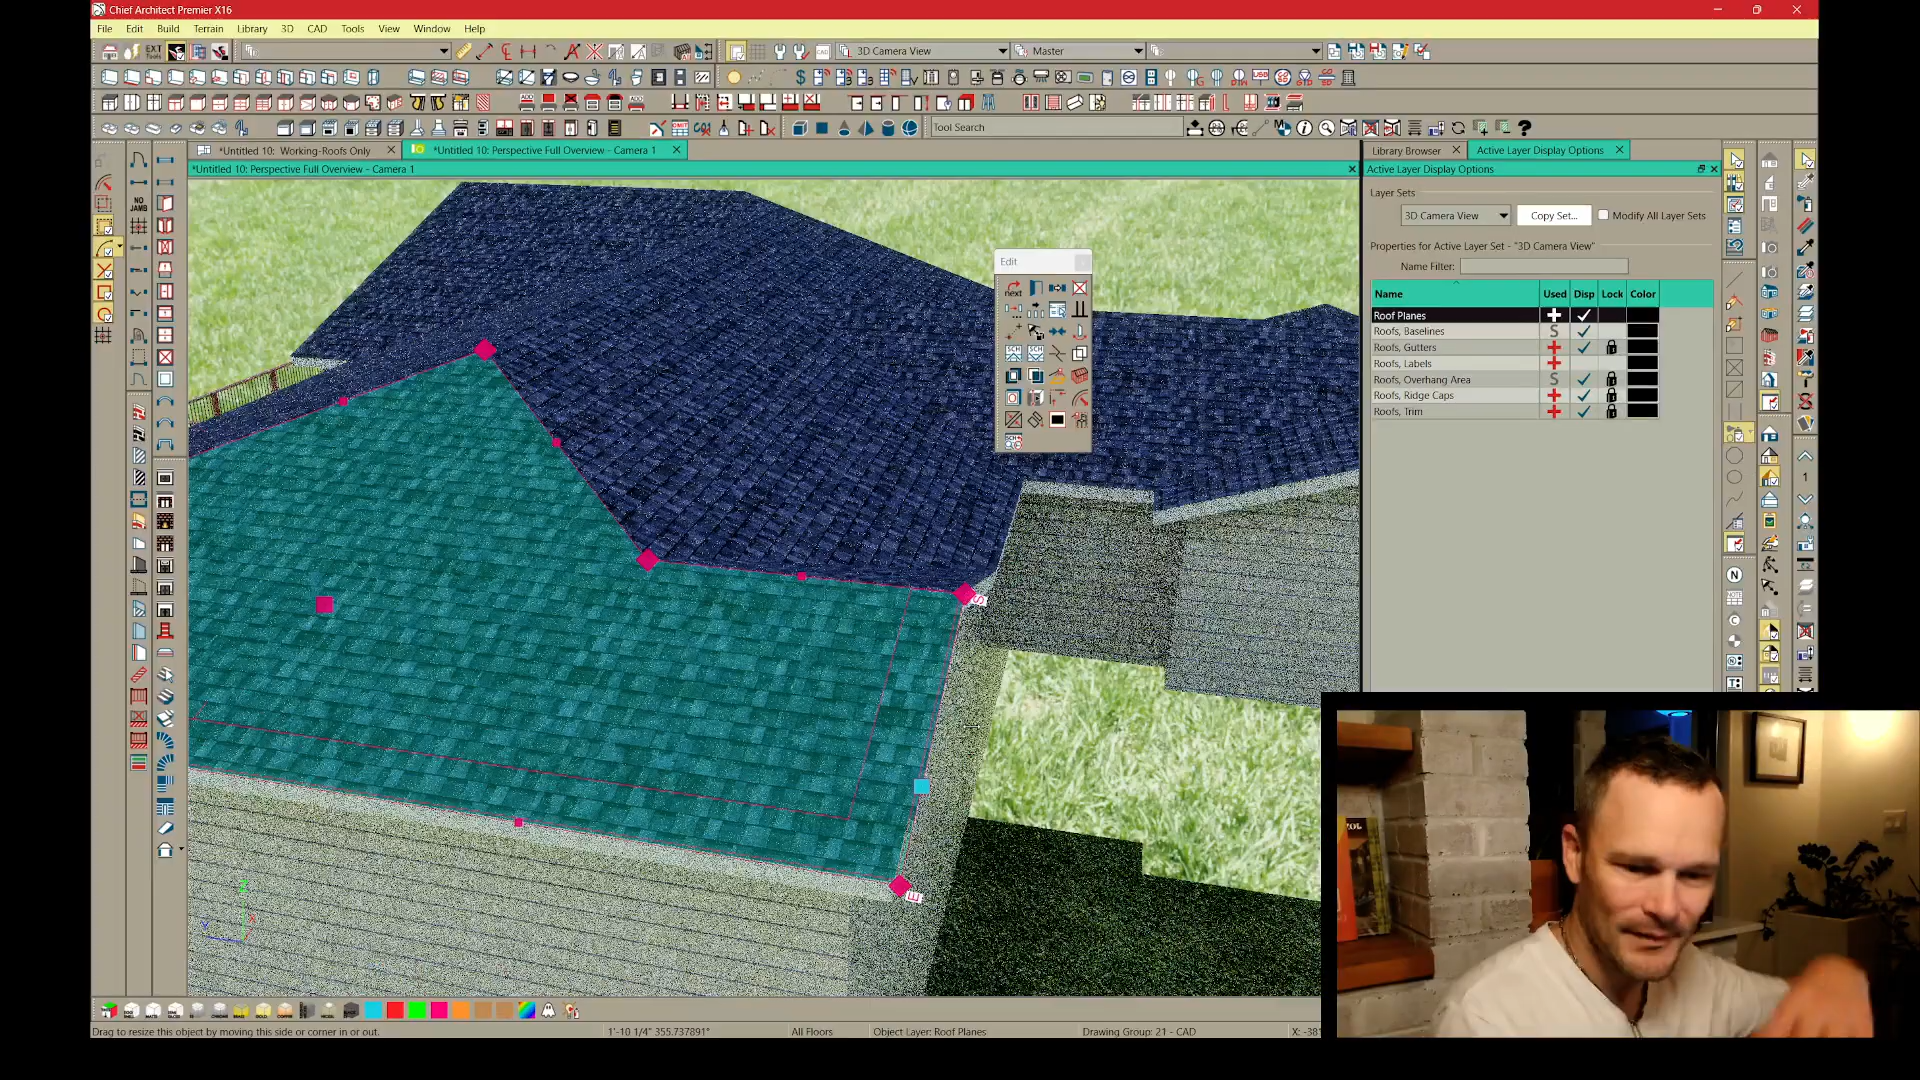 Chief Architect Premier X16
File Edit Build Terrain Library 3D CAD Tools View Window Help
EXT Tools
3D Camera View
Master
Tool Search
*Untitled 10: Working-Roofs Only
*Untitled 10: Perspective Full Overview - Camera 1
*Untitled 10: Perspective Full Overview - Camera 1
Library Browser
Active Layer Display Options
Active Layer Display Options
Layer Sets
3D Camera View
Copy Set...
Modify All Layer Sets
Properties for Active Layer Set - "3D Camera View"
Name Filter:
Name Used Disp Lock Color
Roof Planes
Roofs, Baselines S
Roofs, Gutters
Roofs, Labels
Roofs, Overhang Area S
Roofs, Ridge Caps
Roofs, Trim
NO JAMB
Edit
next
S
E
Drag to resize this object by moving this side or corner in or out.
1'-10 1/4" 355.737891°
All Floors
Object Layer: Roof Planes
Drawing Group: 21 - CAD
X: -381